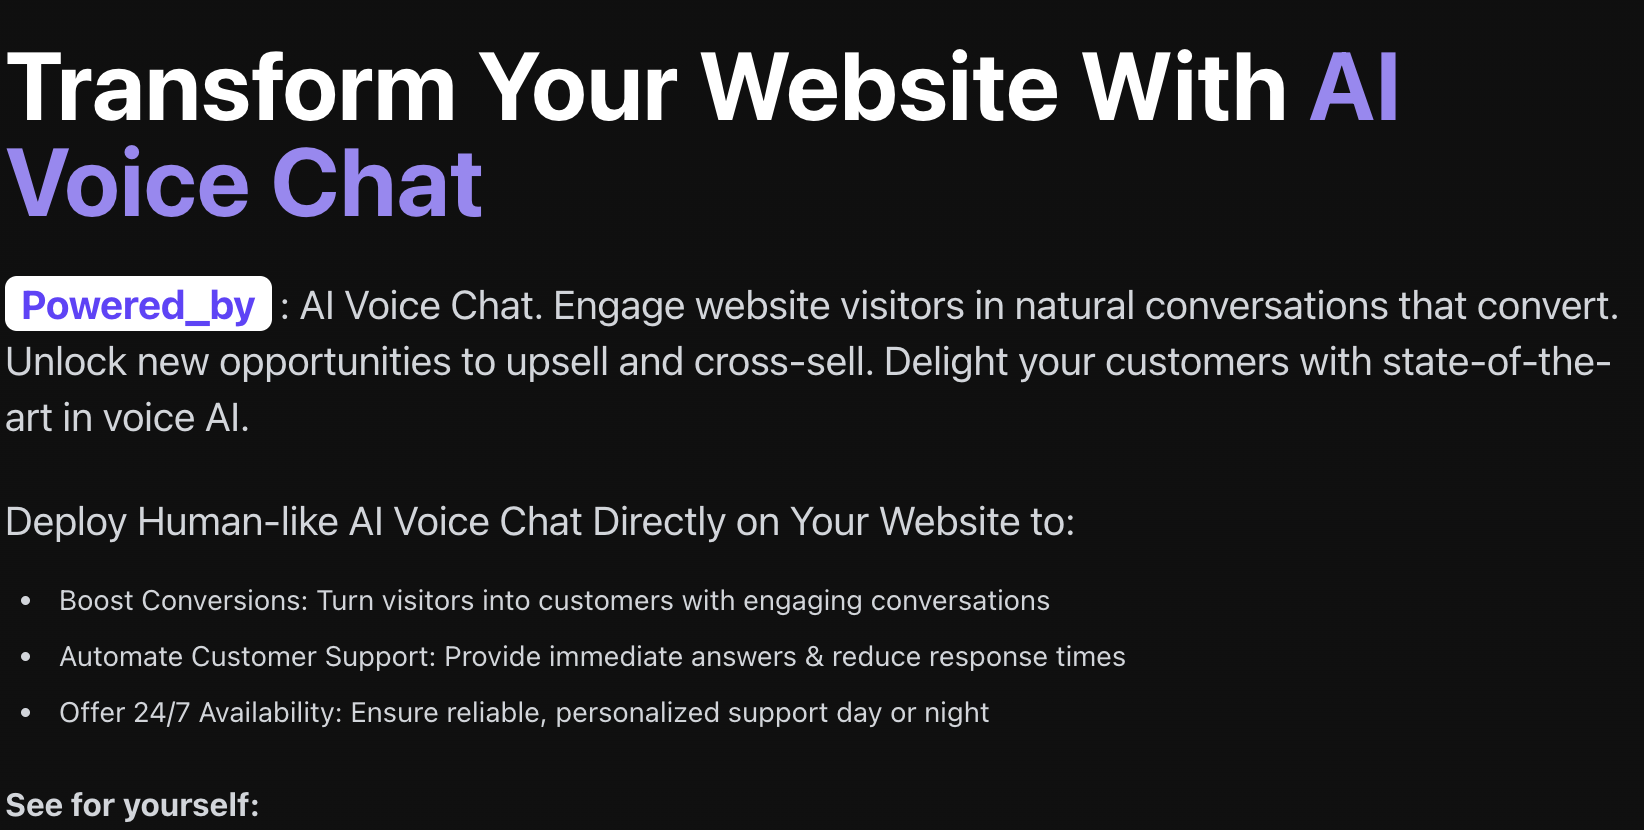 Transform Your Website With AI
Voice Chat
Powered_by : AI Voice Chat. Engage website visitors in natural conversations that convert.
Unlock new opportunities to upsell and cross-sell. Delight your customers with state-of-the-
art in voice AI.
Deploy Human-like AI Voice Chat Directly on Your Website to:
• Boost Conversions: Turn visitors into customers with engaging conversations
• Automate Customer Support: Provide immediate answers & reduce response times
• Offer 24/7 Availability: Ensure reliable, personalized support day or night
See for yourself: